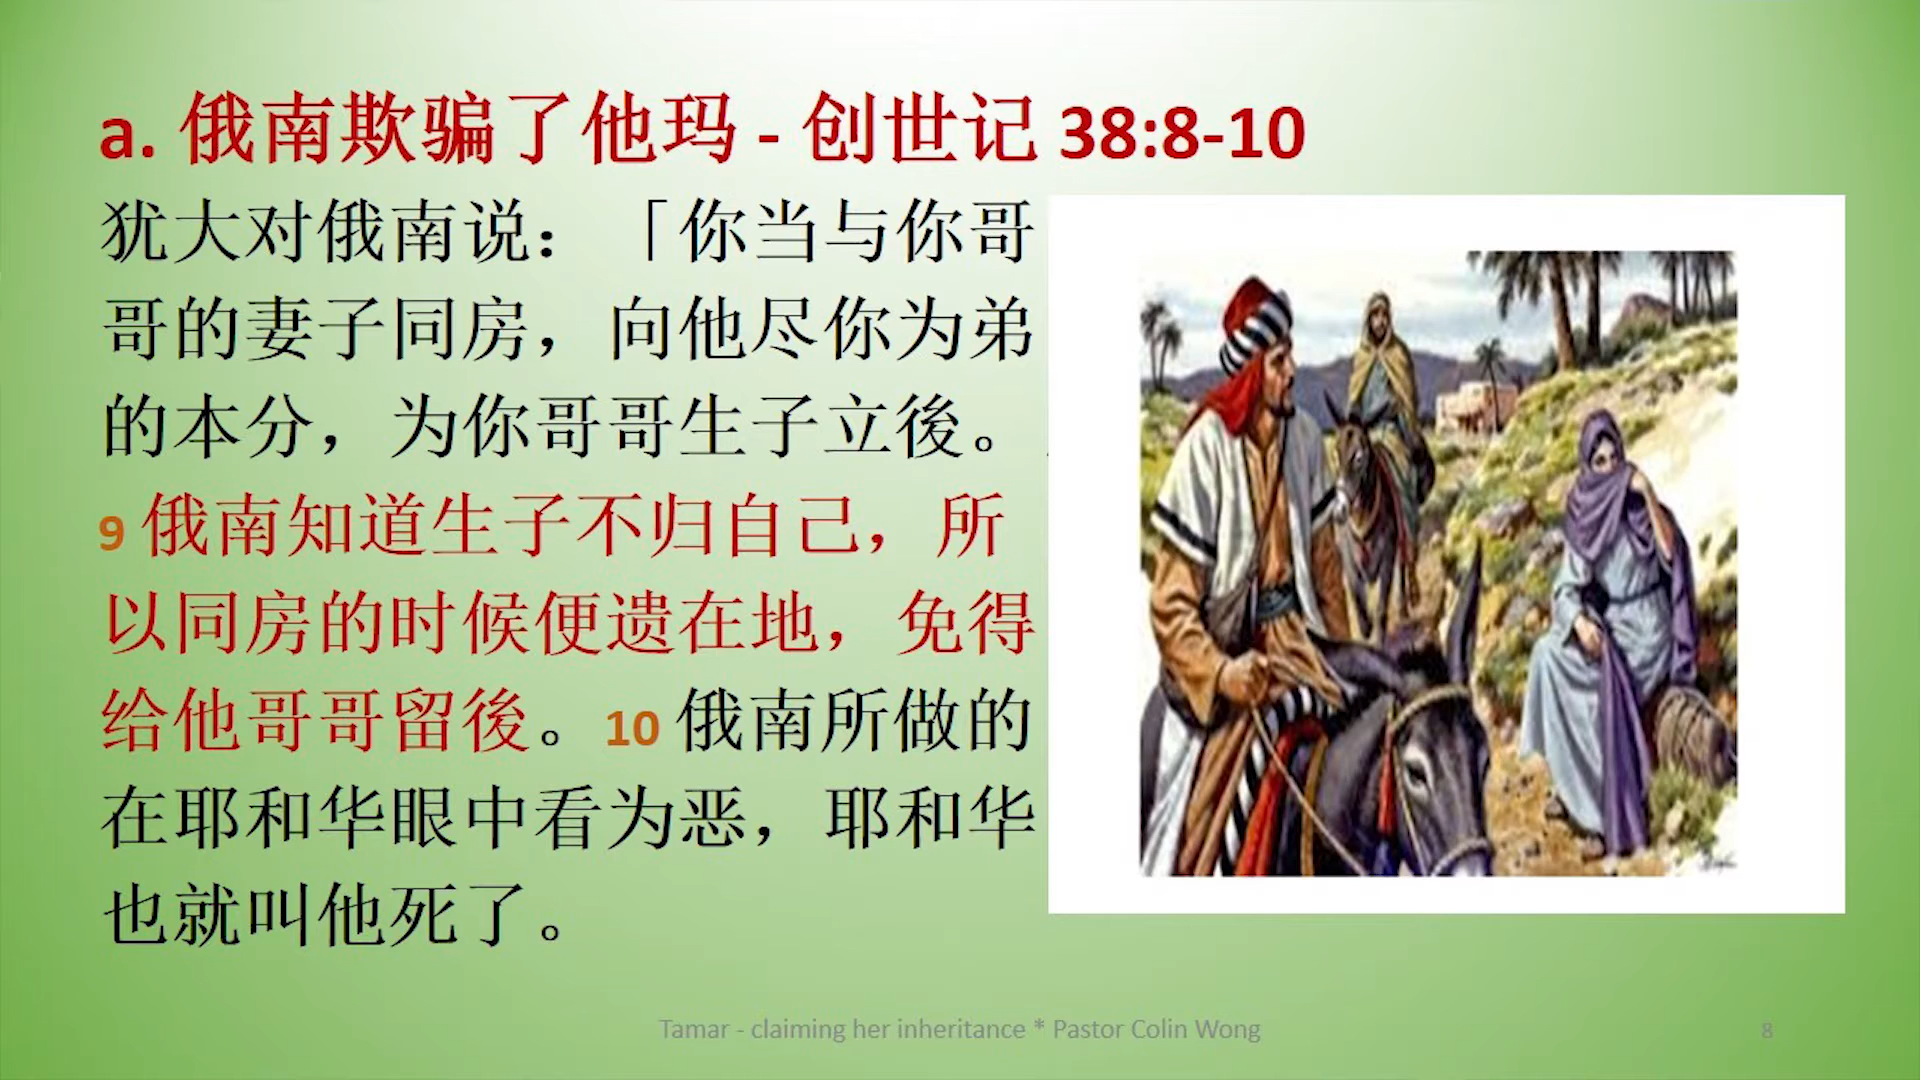 a. 俄南欺骗了他玛 - 创世记 38:8-10
犹大对俄南说：「你当与你哥
哥的妻子同房，向他尽你为弟
的本分，为你哥哥生子立後。
9 俄南知道生子不归自己，所
以同房的时候便遗在地，免得
给他哥哥留後。10 俄南所做的
在耶和华眼中看为恶，耶和华
也就叫他死了。
Tamar - claiming her inheritance * Pastor Colin Wong
8